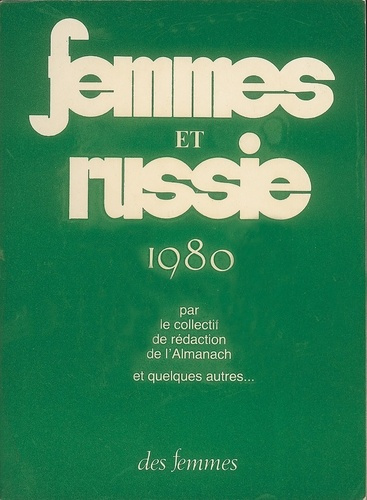 femmes
ET
russie
1980
par
le collectif
de rédaction
de l'Almanach
et quelques autres...
des femmes